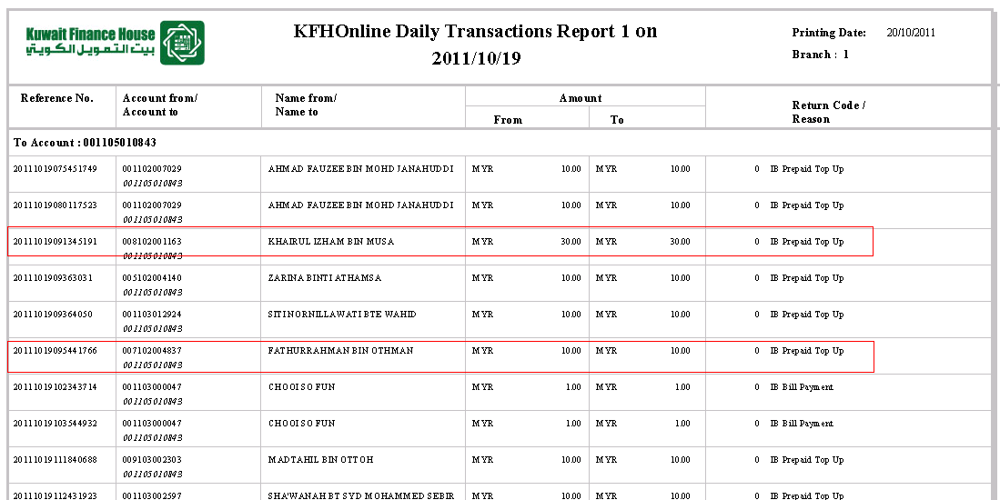 Kuwait Finance House
بيت التمويل الكويتي
KFHOnline Daily Transactions Report 1 on
2011/10/19
Printing Date: 20/10/2011
Branch : 1
Reference No. Account from/ Name from/ Amount Return Code /
Account to Name to From To Reason
To Account : 001105010843
20111019075451749 001102007029 AHMAD FAUZEE BIN MOHD JANAHUDDI MYR 10.00 MYR 10.00 0 IB Prepaid Top Up
001105010843
20111019080117523 001102007029 AHMAD FAUZEE BIN MOHD JANAHUDDI MYR 10.00 MYR 10.00 0 IB Prepaid Top Up
001105010843
20111019091345191 008102001163 KHAIRUL IZHAM BIN MUSA MYR 30.00 MYR 30.00 0 IB Prepaid Top Up
001105010843
20111019093630​31 005102004140 ZARINA BINTI ATHAMSA MYR 10.00 MYR 10.00 0 IB Prepaid Top Up
001105010843
2011101909364050 001103012924 SITI NORNILLAWATI BTE WAHID MYR 10.00 MYR 10.00 0 IB Prepaid Top Up
001105010843
20111019095441766 007102004837 FATHURRAHMAN BIN OTHMAN MYR 10.00 MYR 10.00 0 IB Prepaid Top Up
001105010843
20111019102343714 001103000047 CHOOI SO FUN MYR 1.00 MYR 1.00 0 IB Bill Payment
001105010843
20111019103544932 001103000047 CHOOI SO FUN MYR 1.00 MYR 1.00 0 IB Bill Payment
001105010843
20111019111840688 009103002303 MADTAHIL BIN OTTOH MYR 10.00 MYR 10.00 0 IB Prepaid Top Up
001105010843
20111019112431923 001103002597 SHA'WANAH BT SYD MOHAMMED SEBIR MYR 10.00 MYR 10.00 0 IB Prepaid Top Up